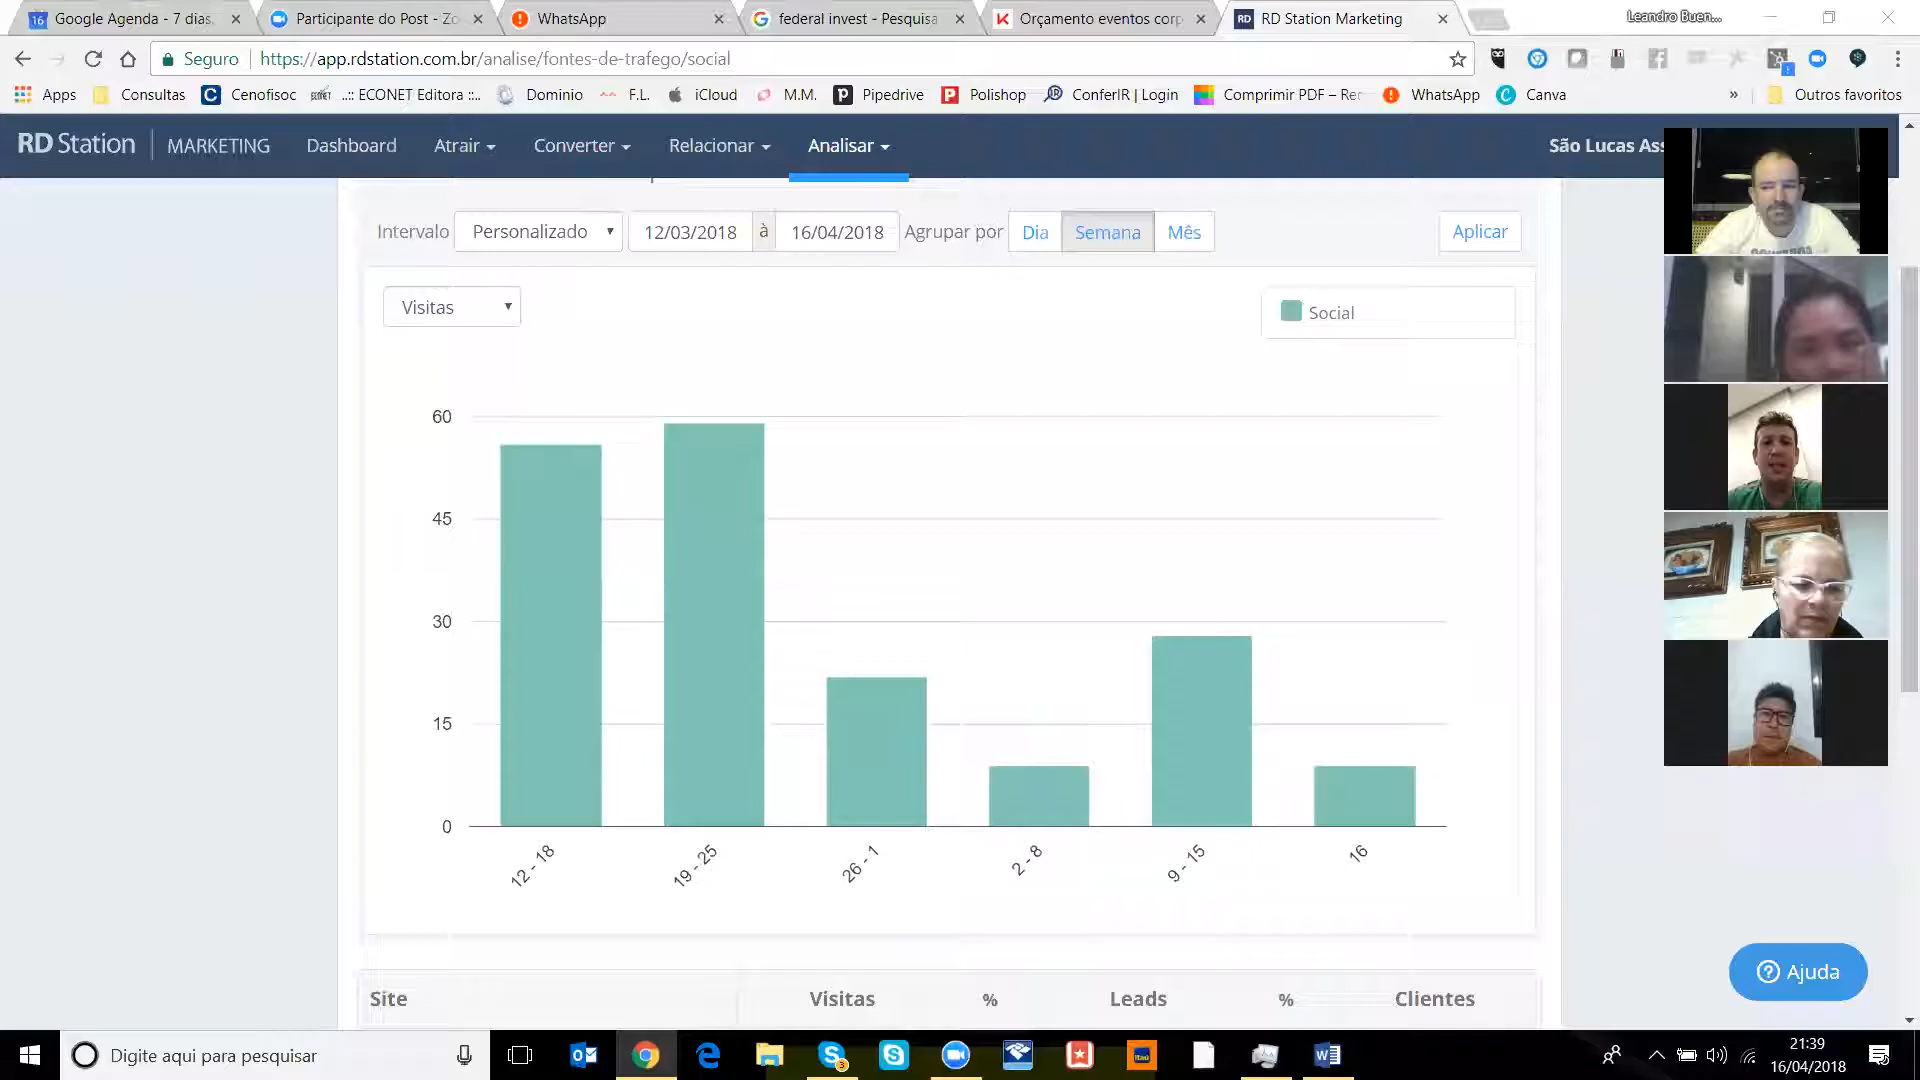 Google Agenda - 7 dias,
Participante do Post - Zo
WhatsApp
federal invest - Pesquisa
Orçamento eventos corp
RD Station Marketing
Leandro Buen...
Seguro
https://app.rdstation.com.br/analise/fontes-de-trafego/social
Apps
Consultas
Cenofisco
..:: ECONET Editora ::..
Dominio
F.L.
iCloud
M.M.
Pipedrive
Polishop
ConferIR | Login
Comprimir PDF – Rer
WhatsApp
Canva
»
Outros favoritos
RD Station
MARKETING
Dashboard
Atrair
Converter
Relacionar
Analisar
São Lucas Ass
Intervalo
Personalizado
12/03/2018
à
16/04/2018
Agrupar por
Dia
Semana
Mês
Aplicar
Visitas
Social
60
45
30
15
0
12 - 18
19 - 25
26 - 1
2 - 8
9 - 15
16
Site
Visitas
%
Leads
%
Clientes
Ajuda
Digite aqui para pesquisar
21:39
16/04/2018